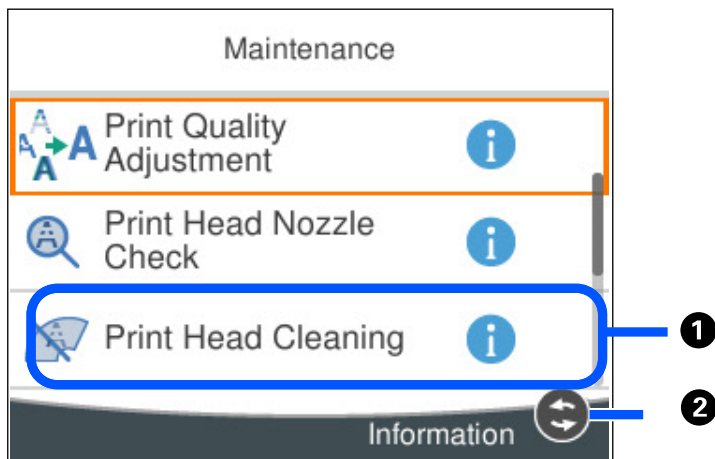 Maintenance
Print Quality
Adjustment
Print Head Nozzle
Check
Print Head Cleaning
1
2
Information